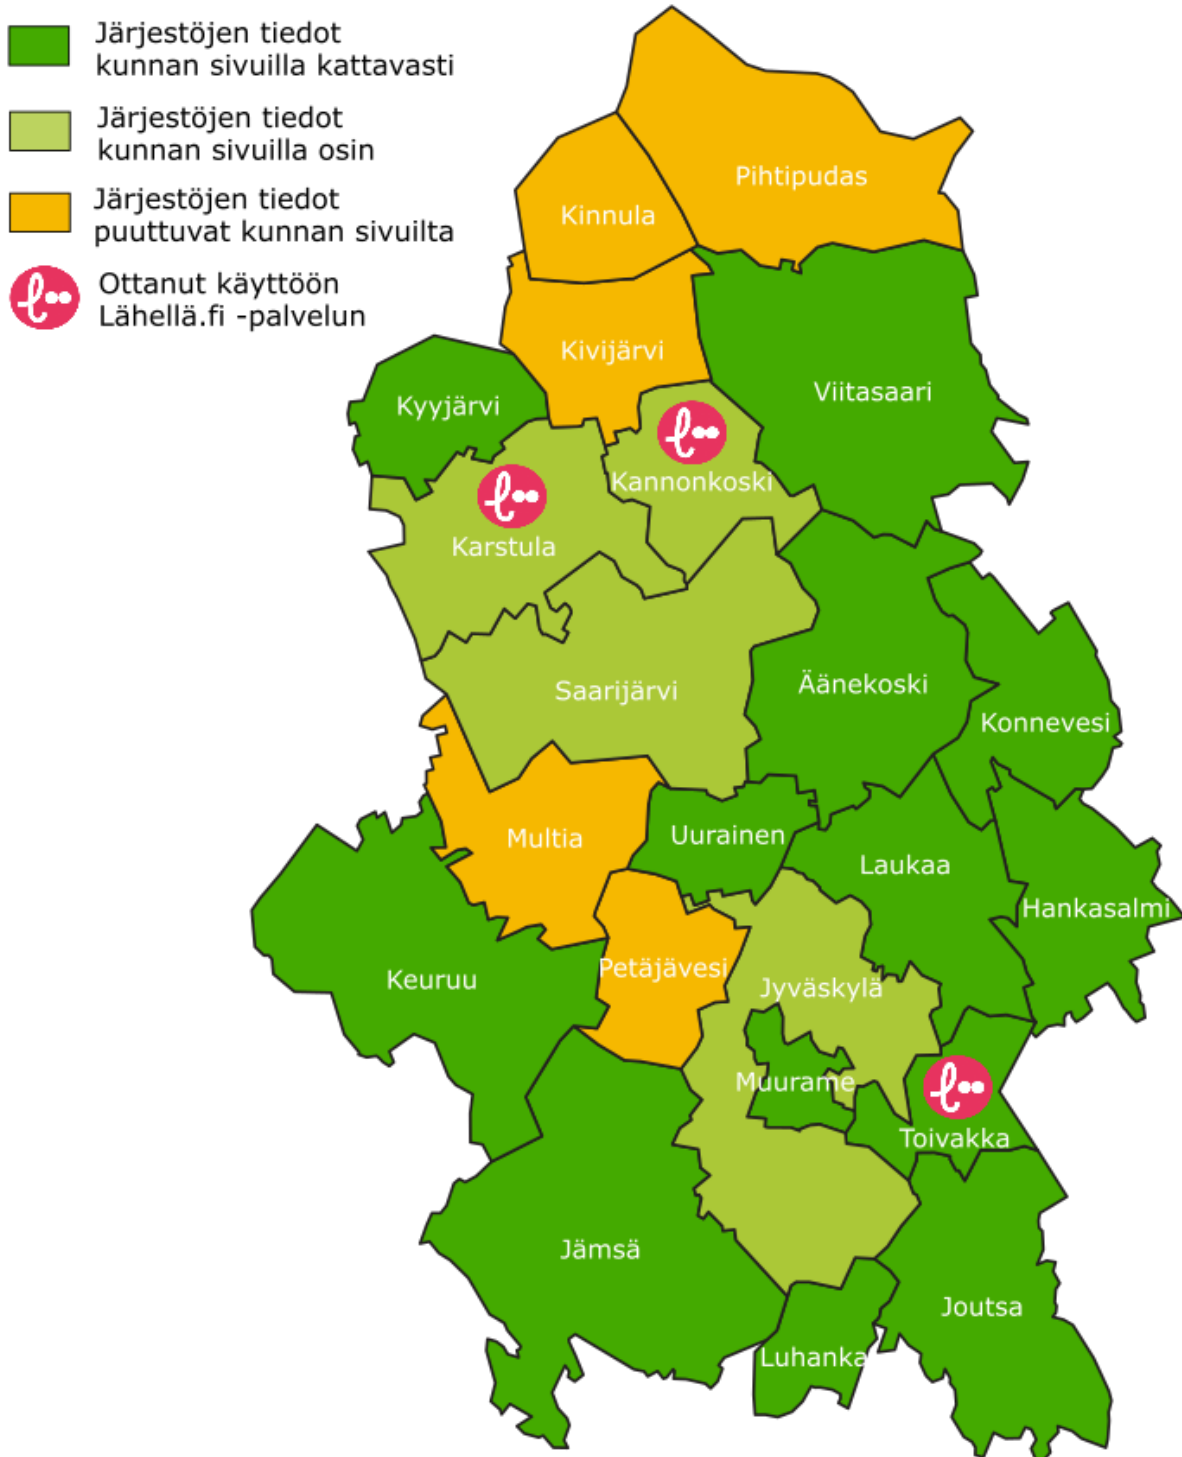 Järjestöjen tiedot
kunnan sivuilla kattavasti
Järjestöjen tiedot
kunnan sivuilla osin
Järjestöjen tiedot
puuttuvat kunnan sivuilta
Ottanut käyttöön
Lähellä.fi -palvelun
Pihtipudas
Kinnula
Kivijärvi
Viitasaari
Kyyjärvi
Kannonkoski
Karstula
Äänekoski
Saarijärvi
Konnevesi
Uurainen
Multia
Laukaa
Hankasalmi
Petäjävesi
Keuruu
Jyväskylä
Muurame
Toivakka
Jämsä
Joutsa
Luhanka